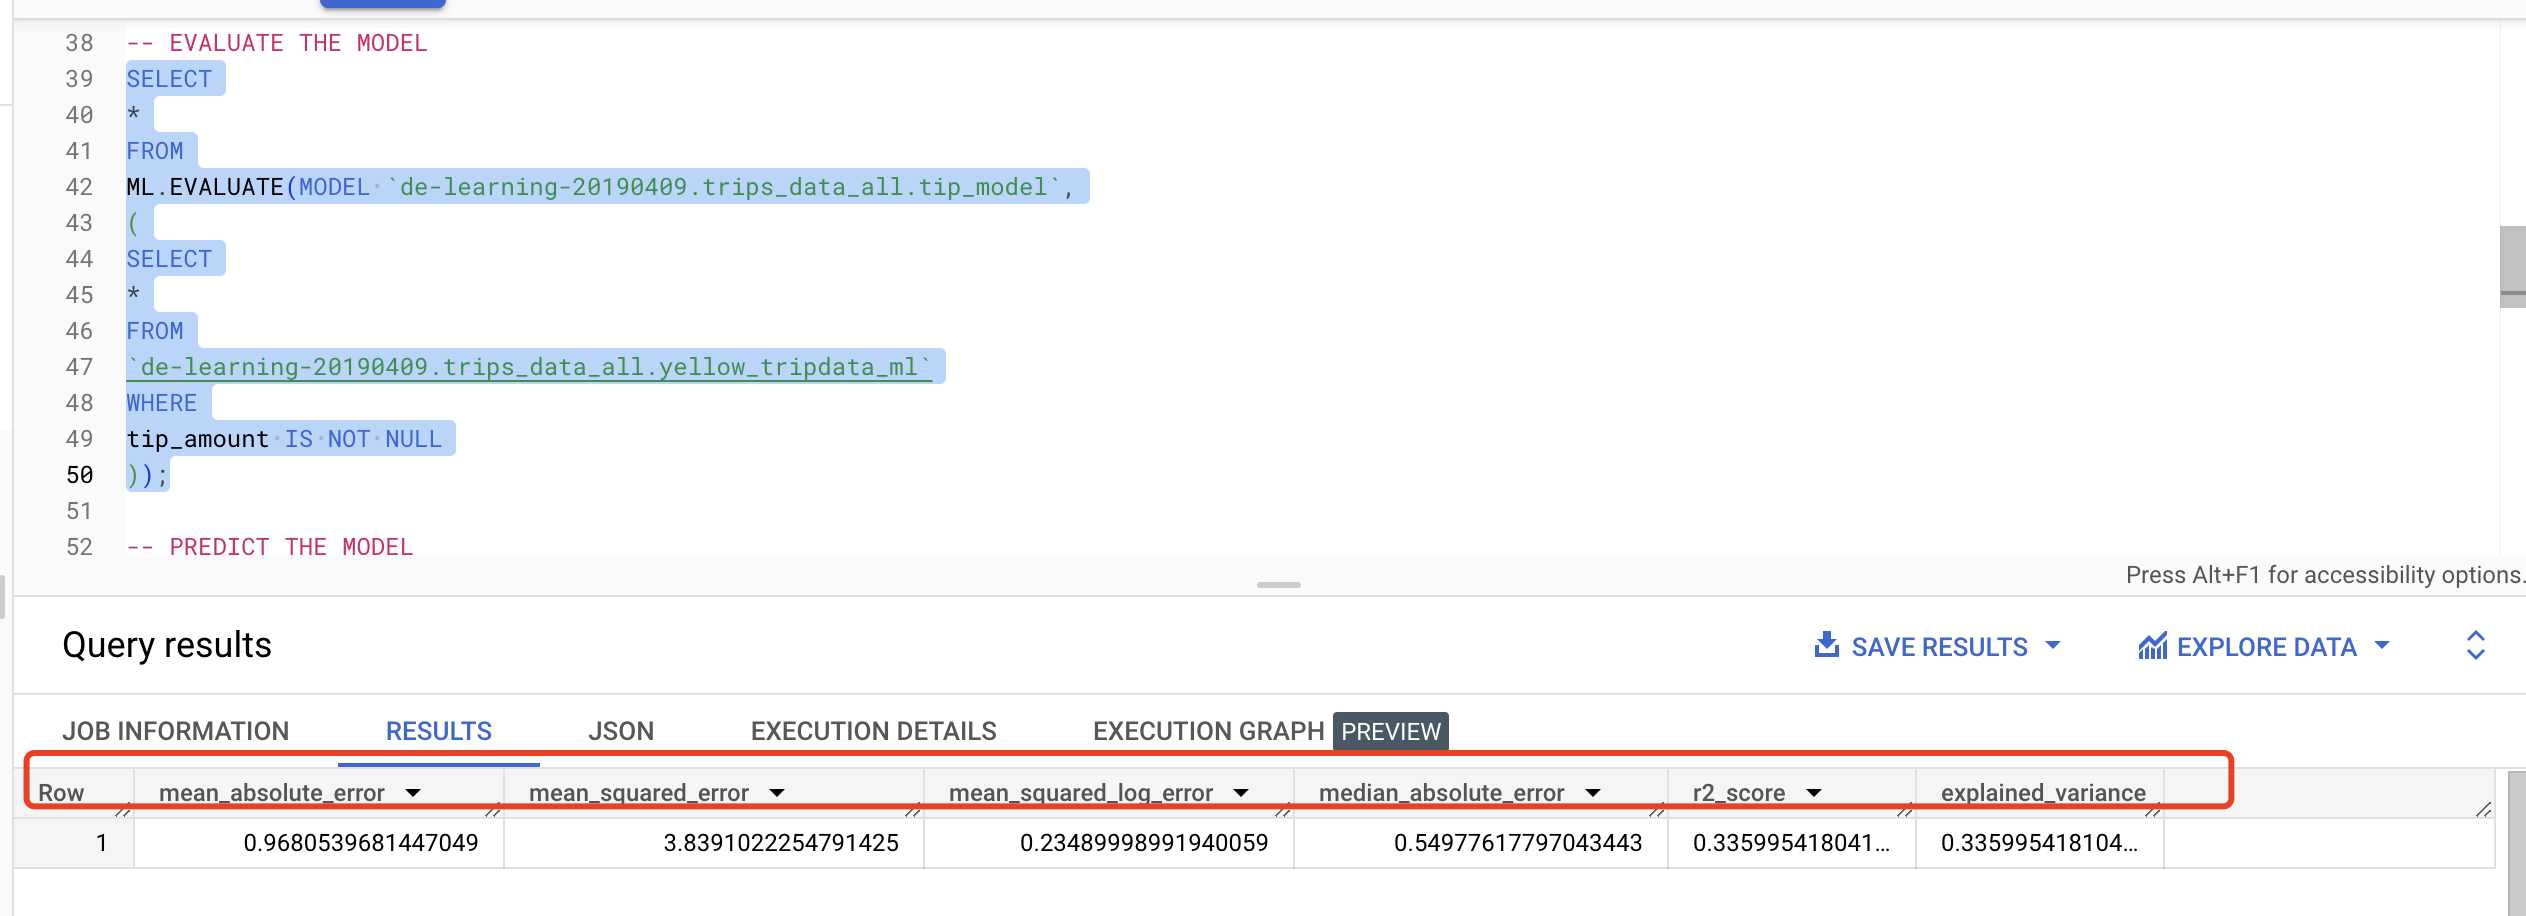 38 -- EVALUATE THE MODEL
39 SELECT
40 *
41 FROM
42 ML.EVALUATE(MODEL `de-learning-20190409.trips_data_all.tip_model`,
43 (
44 SELECT
45 *
46 FROM
47 `de-learning-20190409.trips_data_all.yellow_tripdata_ml`
48 WHERE
49 tip_amount IS NOT NULL
50 ));
51
52 -- PREDICT THE MODEL
Press Alt+F1 for accessibility options.
Query results SAVE RESULTS EXPLORE DATA
JOB INFORMATION RESULTS JSON EXECUTION DETAILS EXECUTION GRAPH PREVIEW
Row mean_absolute_error mean_squared_error mean_squared_log_error median_absolute_error r2_score explained_variance
1 0.9680539681447049 3.8391022254791425 0.23489998991940059 0.54977617797043443 0.335995418041... 0.335995418104...